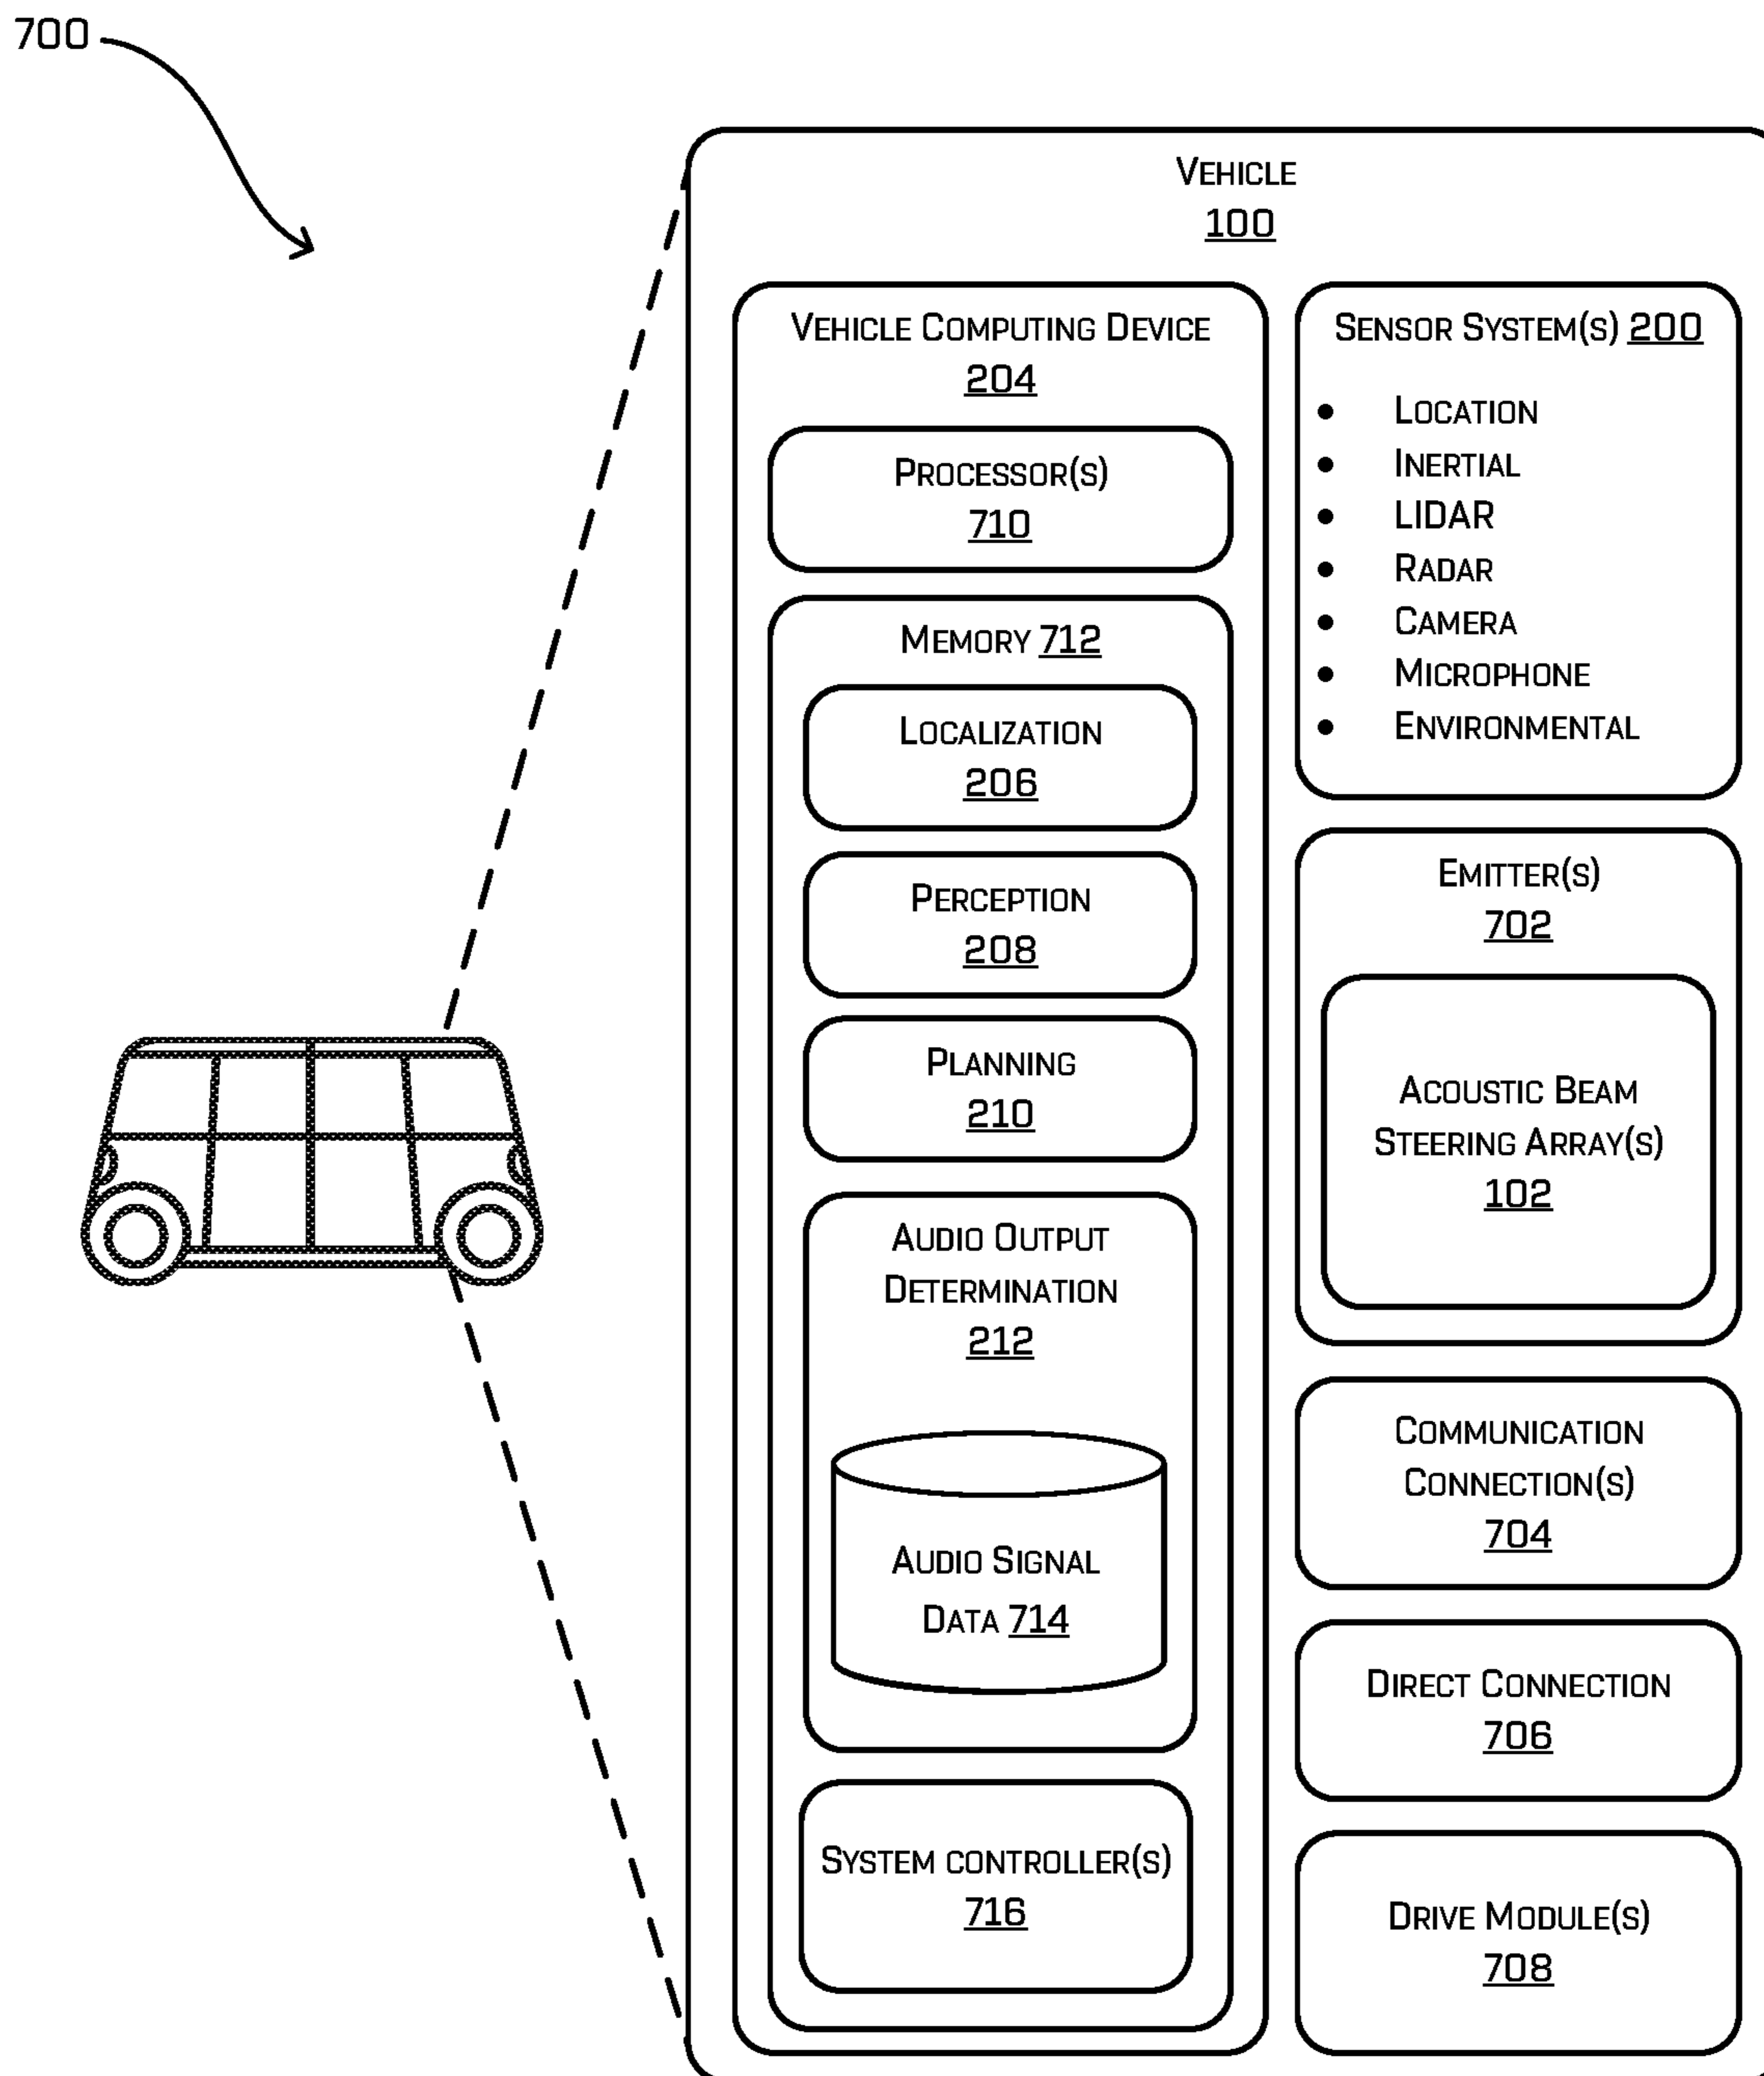 700
VEHICLE
100
VEHICLE COMPUTING DEVICE
204
PROCESSOR(S)
710
MEMORY 712
LOCALIZATION
206
PERCEPTION
208
PLANNING
210
AUDIO OUTPUT
DETERMINATION
212
AUDIO SIGNAL
DATA 714
SYSTEM CONTROLLER(S)
716
SENSOR SYSTEM(S) 200
• LOCATION
• INERTIAL
• LIDAR
• RADAR
• CAMERA
• MICROPHONE
• ENVIRONMENTAL
EMITTER(S)
702
ACOUSTIC BEAM
STEERING ARRAY(S)
102
COMMUNICATION
CONNECTION(S)
704
DIRECT CONNECTION
706
DRIVE MODULE(S)
708